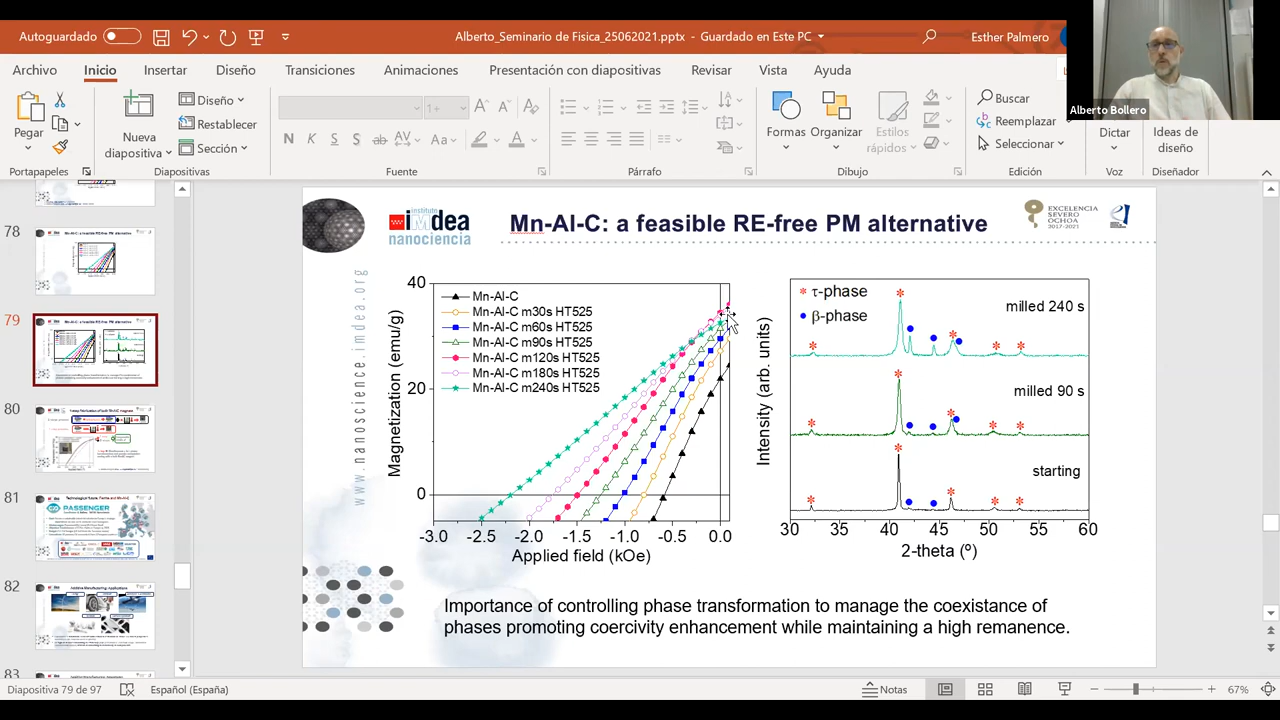 Autoguardado
Alberto_Seminario de Fisica_25062021.pptx - Guardado en Este PC
Esther Palmero
Alberto Bollero
Archivo Inicio Insertar Diseño Transiciones Animaciones Presentación con diapositivas Revisar Vista Ayuda
Pegar
Nueva
diapositiva
Diseño
Restablecer
Sección
N K S S ab AV Aa A
Formas
Organizar
Estilos
rápidos
Buscar
Reemplazar
Seleccionar
Dictar
Ideas de
diseño
Portapapeles Diapositivas Fuente Párrafo Dibujo Edición Voz Diseñador
78
79
80
81
PASSENGER
82
83
instituto
imdea
nanociencia
Mn-Al-C: a feasible RE-free PM alternative
EXCELENCIA
SEVERO
OCHOA
2017-2021
www.nanoscience.imdea.org
Magnetization (emu/g)
40
20
0
Mn-Al-C
Mn-Al-C m30s HT525
Mn-Al-C m60s HT525
Mn-Al-C m90s HT525
Mn-Al-C m120s HT525
Mn-Al-C m180s HT525
Mn-Al-C m240s HT525
-3.0 -2.5 -2.0 -1.5 -1.0 -0.5 0.0
Applied field (kOe)
Intensity (arb. units)
* τ-phase
β-phase
milled 240 s
milled 90 s
starting
30 35 40 45 50 55 60
2-theta (º)
Importance of controlling phase transformation to manage the coexistance of
phases promoting coercivity enhancement while maintaining a high remanence.
Diapositiva 79 de 97
Español (España)
Notas
67%